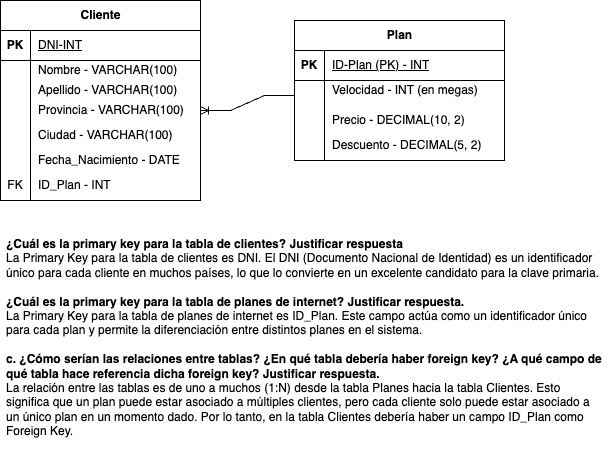 Cliente
PK DNI-INT
Nombre - VARCHAR(100)
Apellido - VARCHAR(100)
Provincia - VARCHAR(100)
Ciudad - VARCHAR(100)
Fecha_Nacimiento - DATE
FK ID_Plan - INT
Plan
PK ID-Plan (PK) - INT
Velocidad - INT (en megas)
Precio - DECIMAL(10, 2)
Descuento - DECIMAL(5, 2)
¿Cuál es la primary key para la tabla de clientes? Justificar respuesta
La Primary Key para la tabla de clientes es DNI. El DNI (Documento Nacional de Identidad) es un identificador
único para cada cliente en muchos países, lo que lo convierte en un excelente candidato para la clave primaria.
¿Cuál es la primary key para la tabla de planes de internet? Justificar respuesta.
La Primary Key para la tabla de planes de internet es ID_Plan. Este campo actúa como un identificador único
para cada plan y permite la diferenciación entre distintos planes en el sistema.
c. ¿Cómo serían las relaciones entre tablas? ¿En qué tabla debería haber foreign key? ¿A qué campo de
qué tabla hace referencia dicha foreign key? Justificar respuesta.
La relación entre las tablas es de uno a muchos (1:N) desde la tabla Planes hacia la tabla Clientes. Esto
significa que un plan puede estar asociado a múltiples clientes, pero cada cliente solo puede estar asociado a
un único plan en un momento dado. Por lo tanto, en la tabla Clientes debería haber un campo ID_Plan como
Foreign Key.